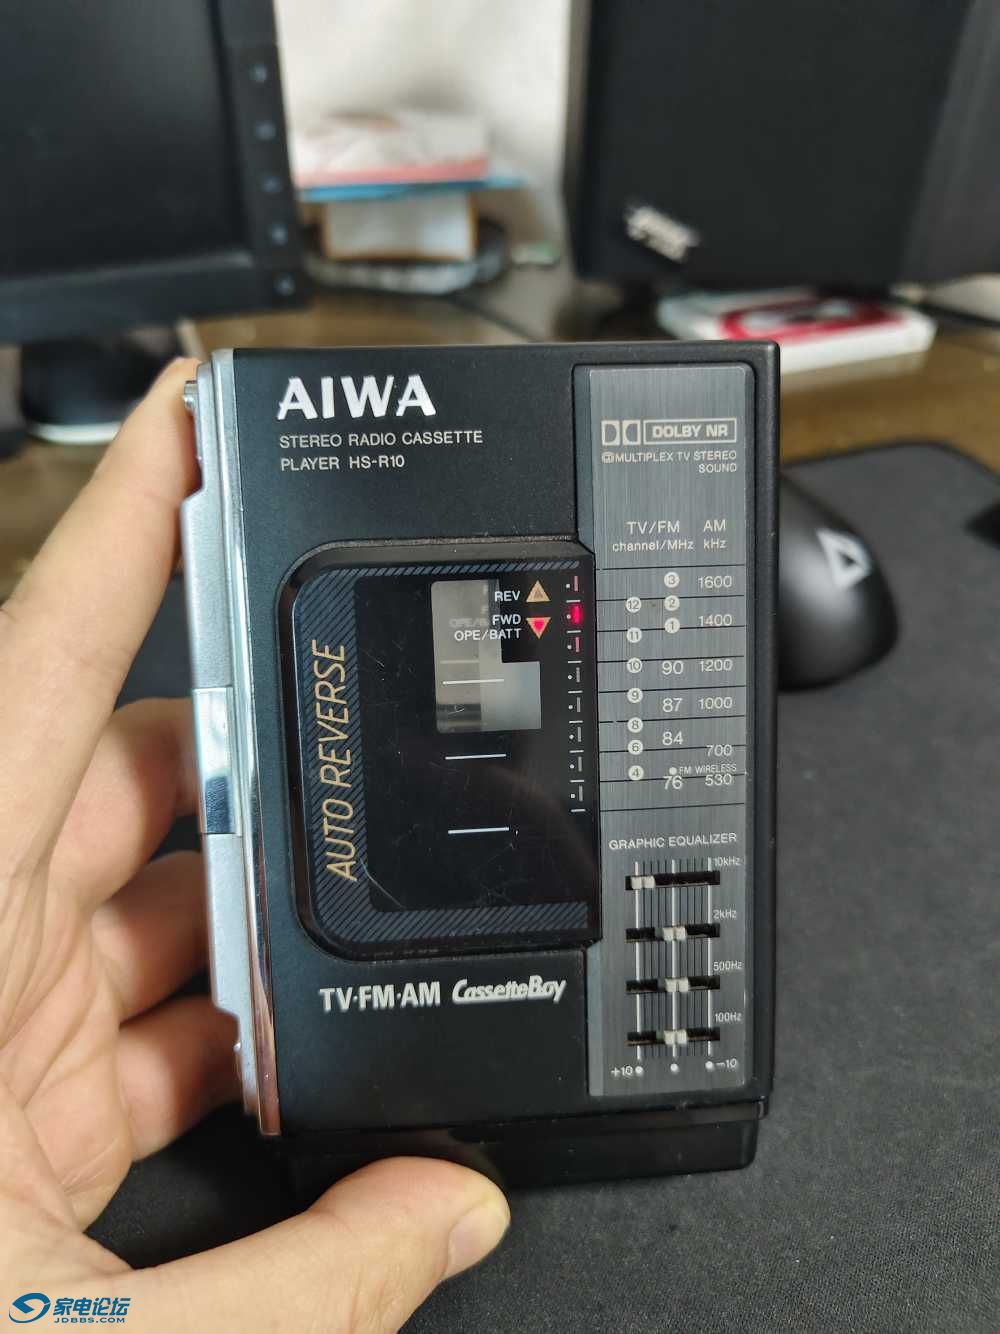 AIWA
STEREO RADIO CASSETTE
PLAYER HS-R10
DOLBY NR
MULTIPLEX TV STEREO
SOUND
TV/FM AM
channel/MHz kHz
3 1600
12 2
1 1400
11
10 90 1200
9 87 1000
8
6 84
700
4 FM WIRELESS
76 530
REV
FWD
OPE/BATT
AUTO REVERSE
GRAPHIC EQUALIZER
10kHz
2kHz
500Hz
100Hz
+10 -10
TV·FM·AM CassetteBoy
家电论坛
JDBBS.COM